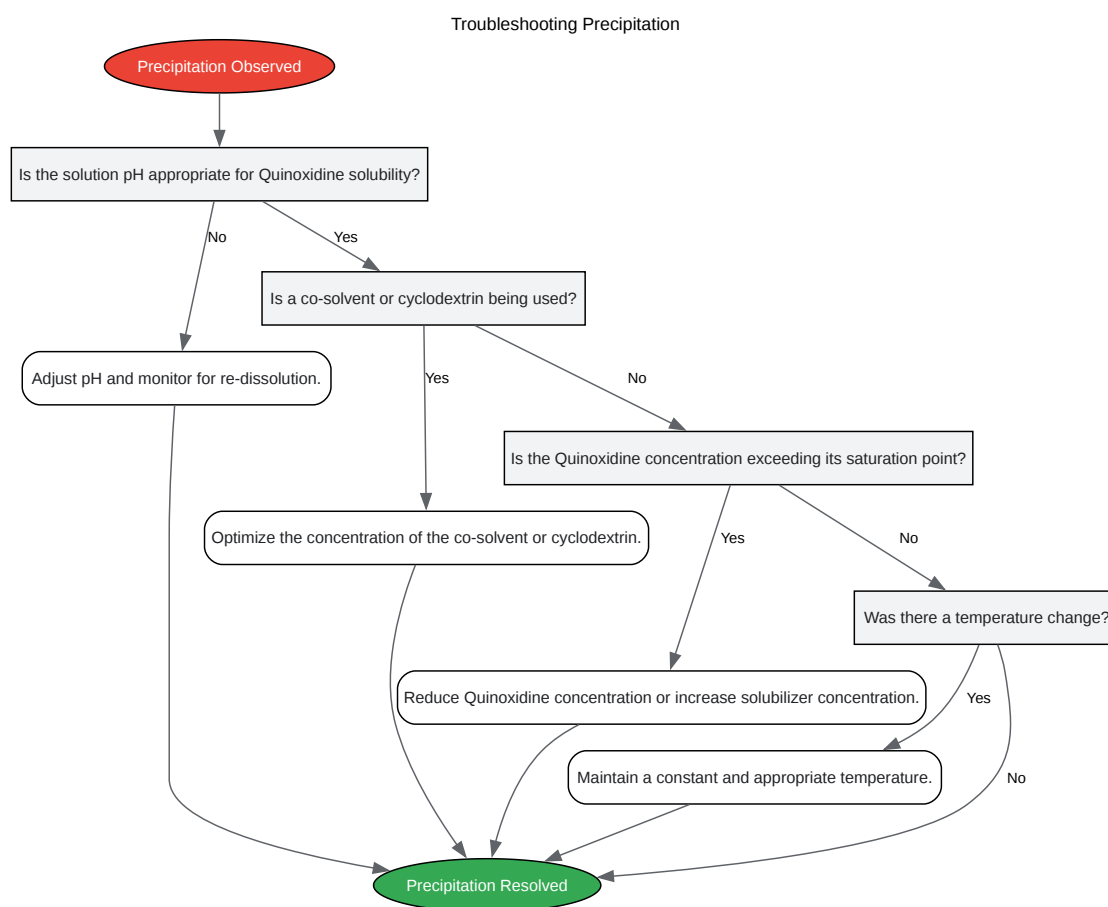 Troubleshooting Precipitation
Precipitation Observed
Is the solution pH appropriate for Quinoxidine solubility?
No
Yes
Is a co-solvent or cyclodextrin being used?
Adjust pH and monitor for re-dissolution.
Yes
No
Is the Quinoxidine concentration exceeding its saturation point?
Optimize the concentration of the co-solvent or cyclodextrin.
Yes
No
Was there a temperature change?
Reduce Quinoxidine concentration or increase solubilizer concentration.
Yes
Maintain a constant and appropriate temperature.
No
Precipitation Resolved